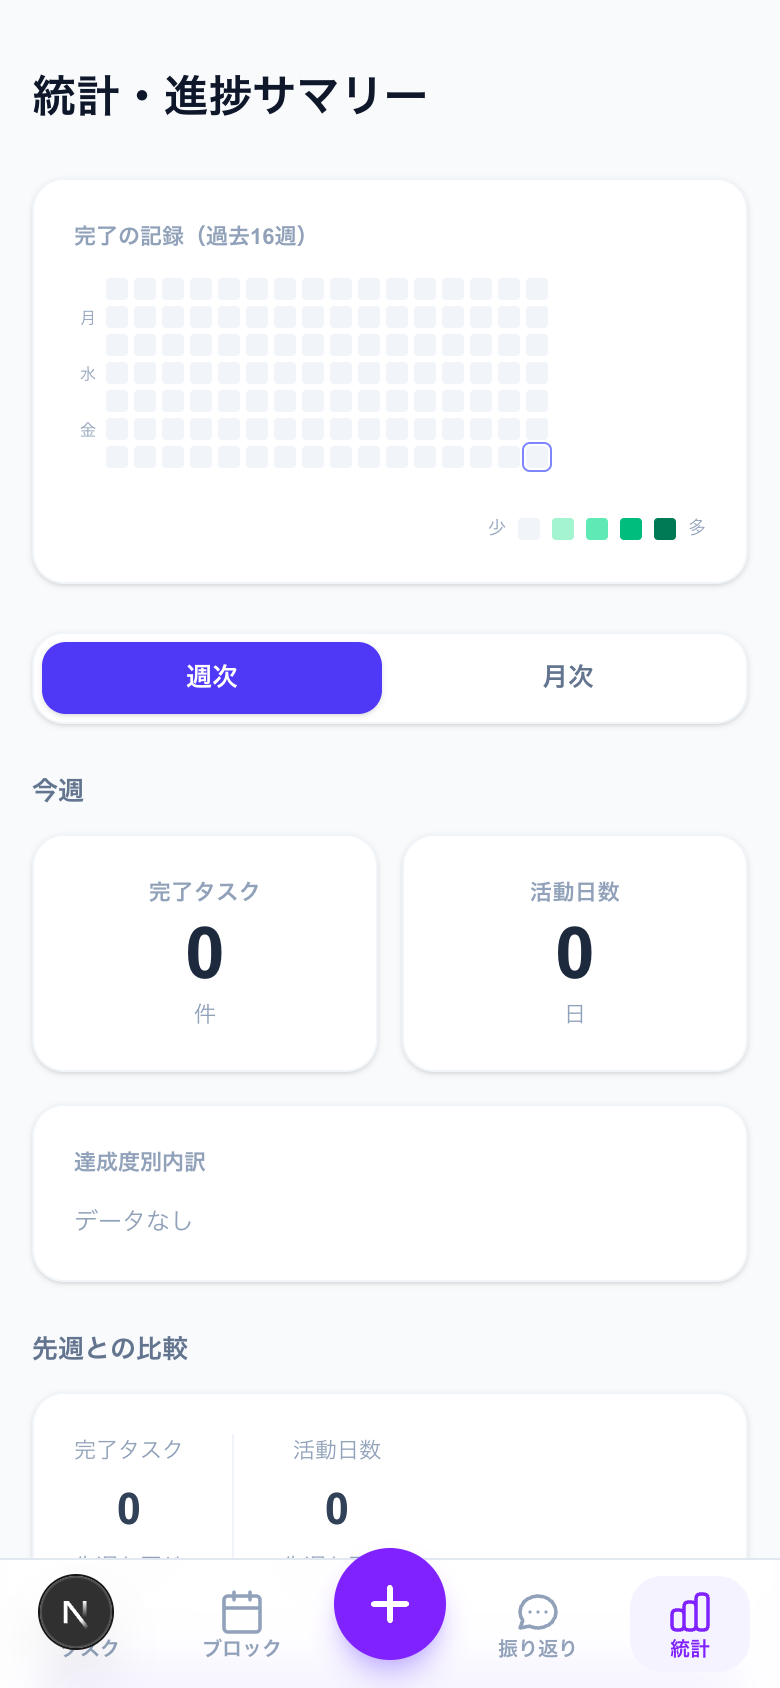 統計・進捗サマリー
完了の記録（過去16週）
月
水
金
少 多
週次 月次
今週
完了タスク 活動日数
0 0
件 日
達成度別内訳
データなし
先週との比較
完了タスク 活動日数
0 0
N
ブロック 振り返り 統計